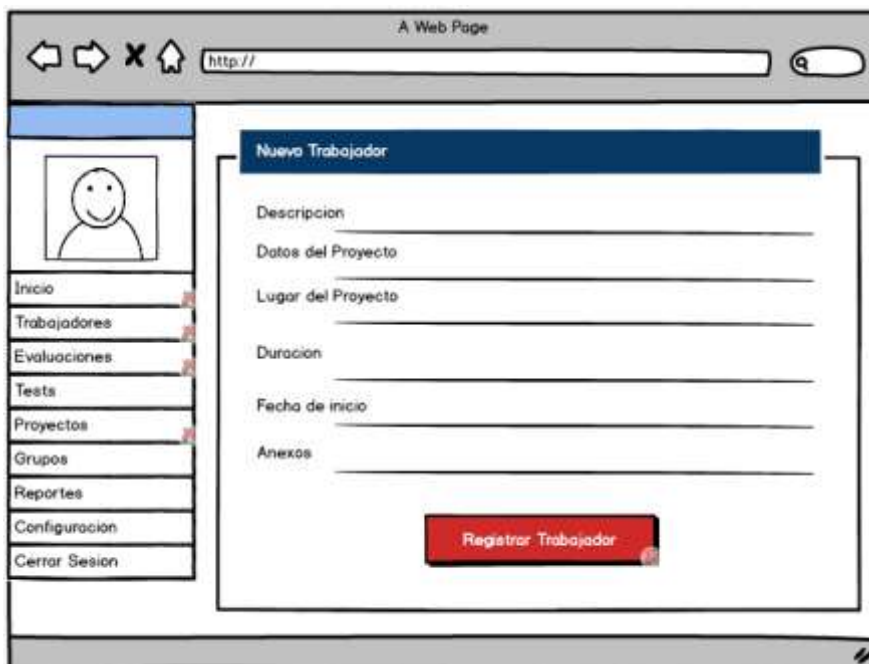 A Web Page
http://
Inicio
Trabajadores
Evaluaciones
Tests
Proyectos
Grupos
Reportes
Configuracion
Cerrar Sesion
Nuevo Trabajador
Descripcion
Datos del Proyecto
Lugar del Proyecto
Duracion
Fecha de inicio
Anexos
Registrar Trabajador